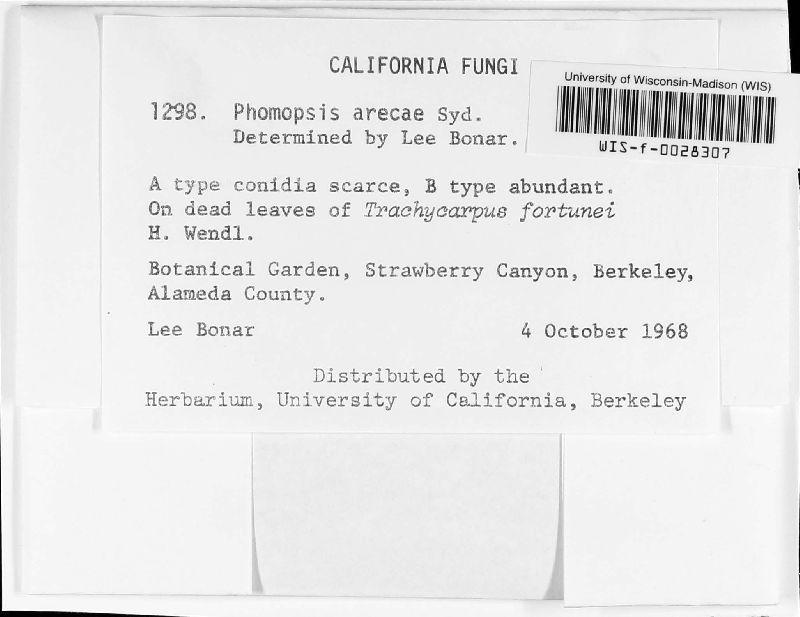 CALIFORNIA FUNGI
University of Wisconsin-Madison (WIS)
WIS-f-0028307
1298. Phomopsis arecae Syd.
Determined by Lee Bonar.
A type conidia scarce, B type abundant.
On dead leaves of Trachycarpus fortunei
H. Wendl.
Botanical Garden, Strawberry Canyon, Berkeley,
Alameda County.
Lee Bonar 4 October 1968
Distributed by the
Herbarium, University of California, Berkeley